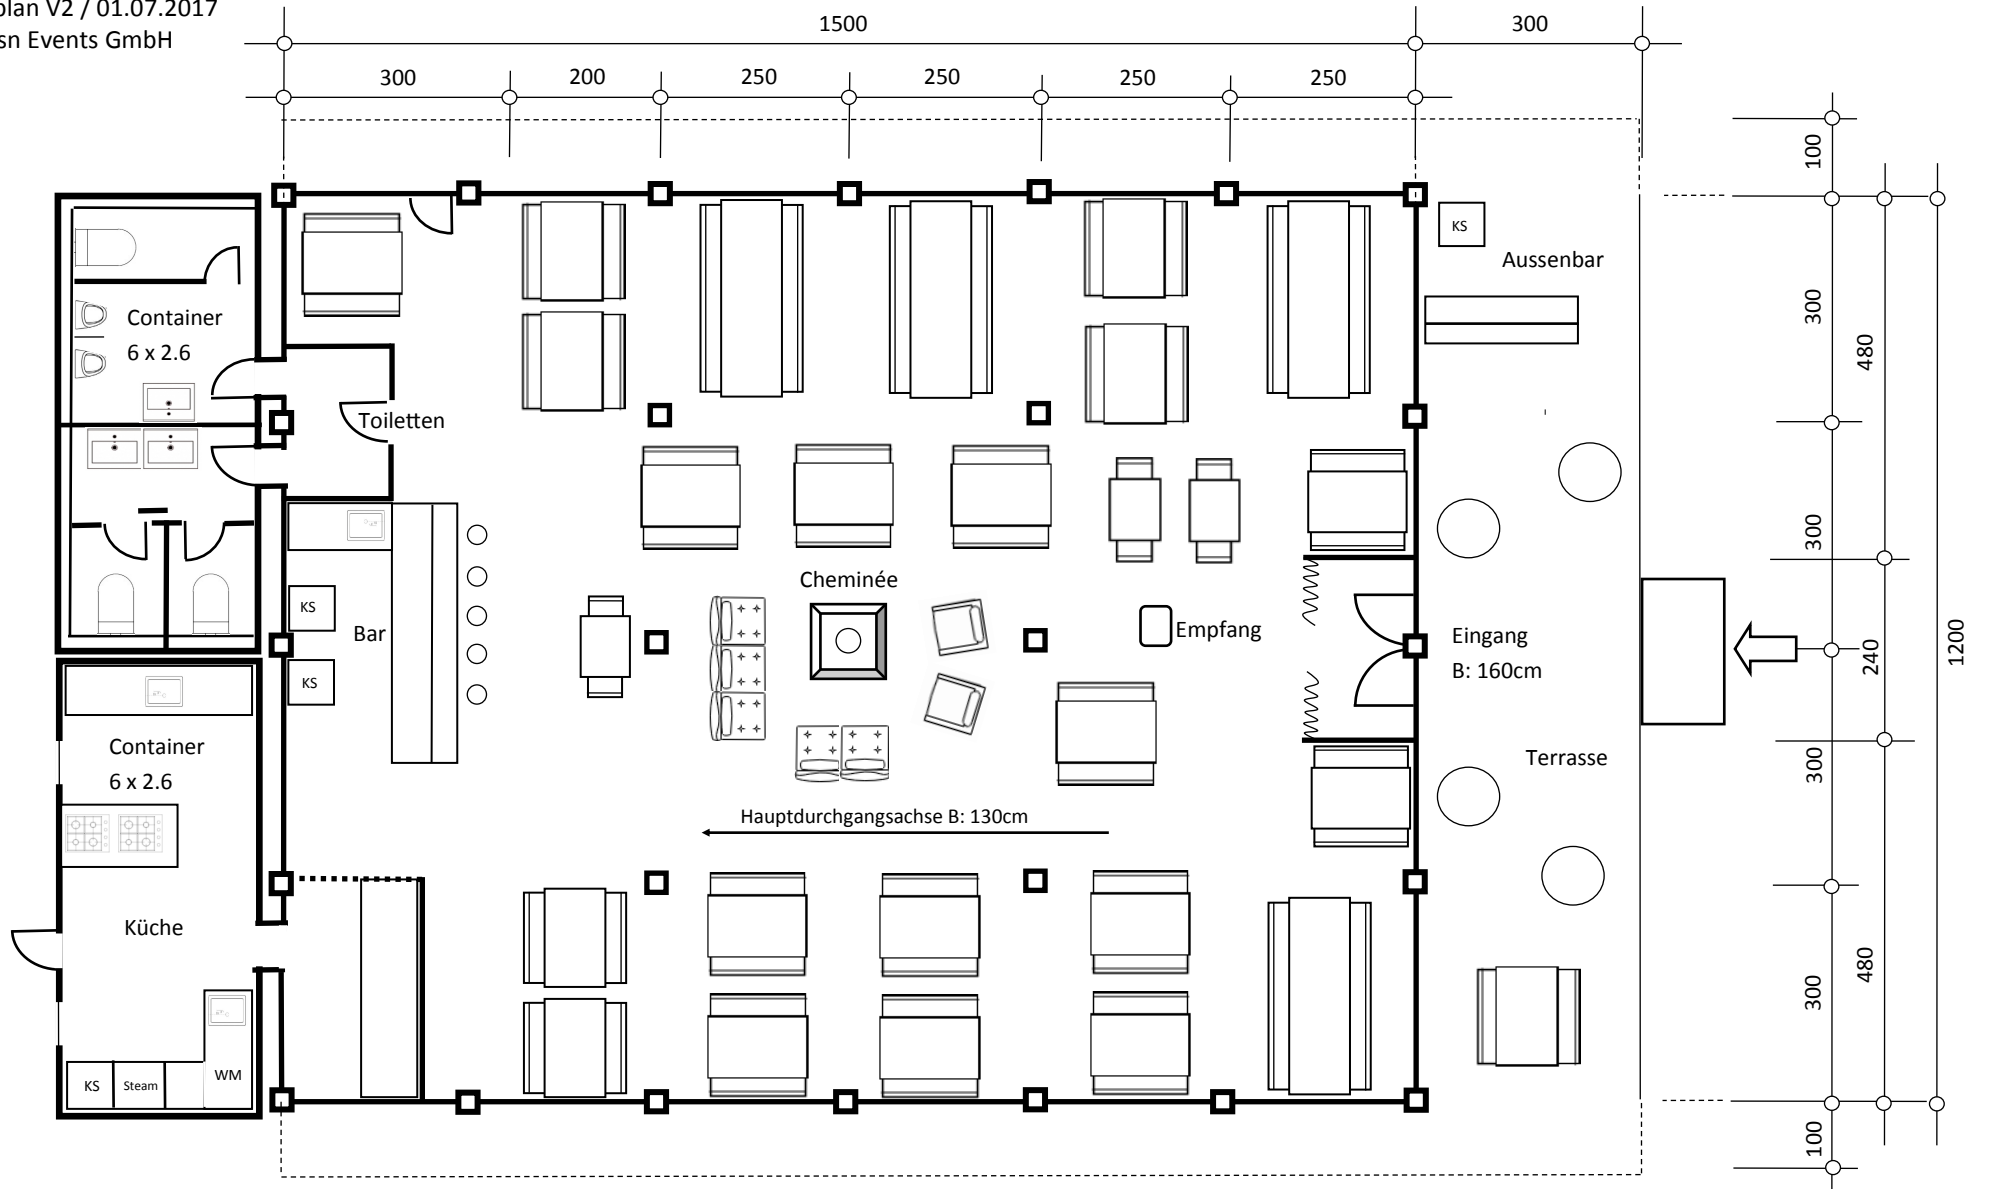 plan V2 / 01.07.2017
sn Events GmbH
1500
300
300
200
250
250
250
250
100
300
480
300
240
1200
300
480
300
100
KS
Aussenbar
Container
6 x 2.6
Toiletten
Cheminée
KS
Bar
KS
Empfang
Eingang
B: 160cm
Container
6 x 2.6
Terrasse
Hauptdurchgangsachse B: 130cm
Küche
KS
Steam
WM